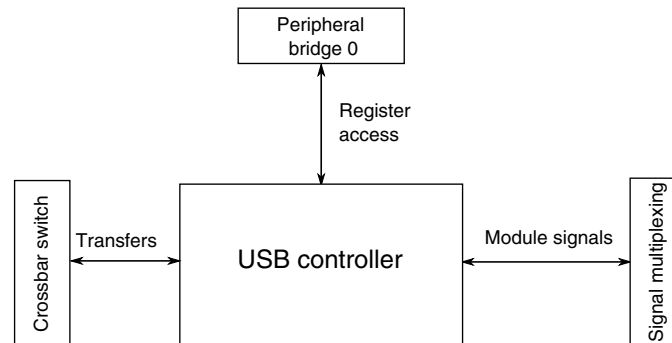 Peripheral
bridge 0
Register
access
Crossbar switch
Transfers
USB controller
Module signals
Signal multiplexing